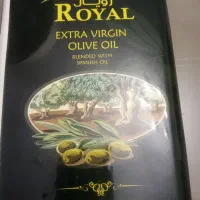 رويال
ROYAL
EXTRA VIRGIN
OLIVE OIL
BLENDED WITH
SPANISH OIL